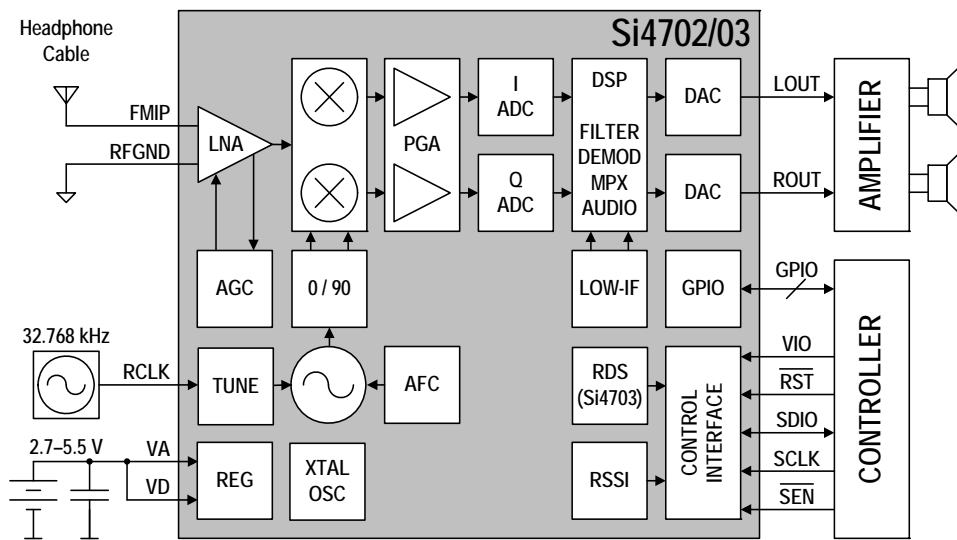 Headphone
Cable
Si4702/03
FMIP
RFGND
LNA
PGA
I
ADC
Q
ADC
DSP
FILTER
DEMOD
MPX
AUDIO
DAC
DAC
LOUT
ROUT
AMPLIFIER
AGC
0 / 90
LOW-IF
GPIO
GPIO
32.768 kHz
RCLK
TUNE
AFC
RDS
(Si4703)
CONTROL
INTERFACE
VIO
RST
SDIO
SCLK
SEN
CONTROLLER
2.7–5.5 V
VA
VD
REG
XTAL
OSC
RSSI